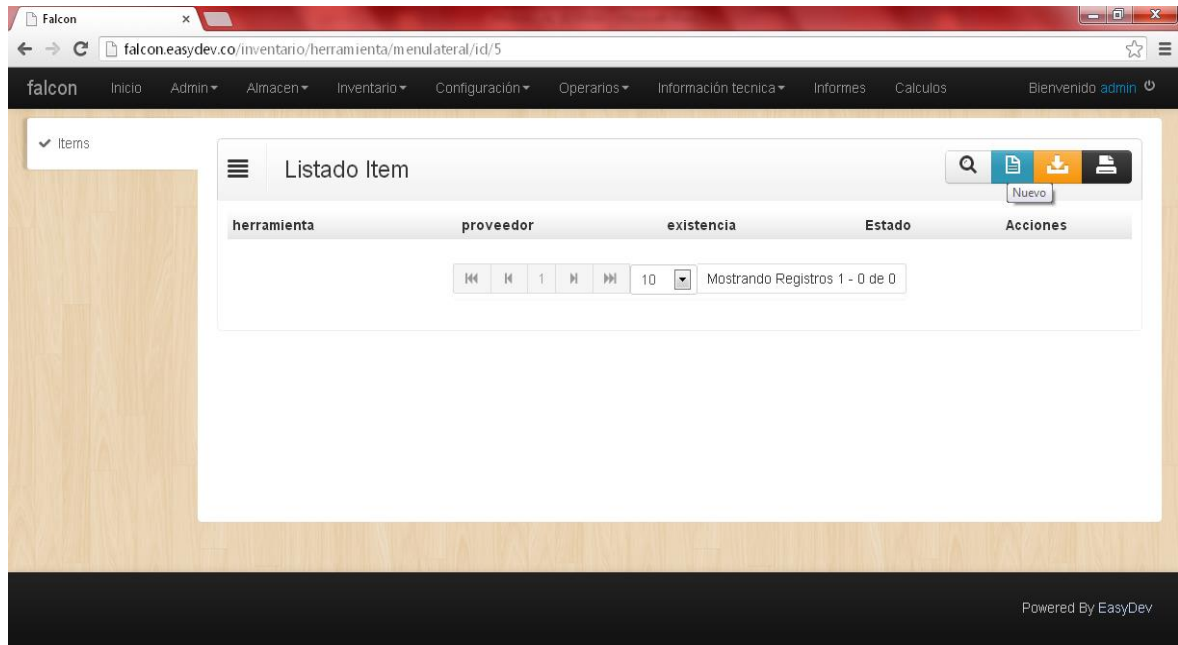 Falcon
falcon.easydev.co/inventario/herramienta/menulateral/id/5
falcon Inicio Admin Almacen Inventario Configuración Operarios Información tecnica Informes Calculos Bienvenido admin
Items
Listado Item
Nuevo
herramienta proveedor existencia Estado Acciones
1 10 Mostrando Registros 1 - 0 de 0
Powered By EasyDev